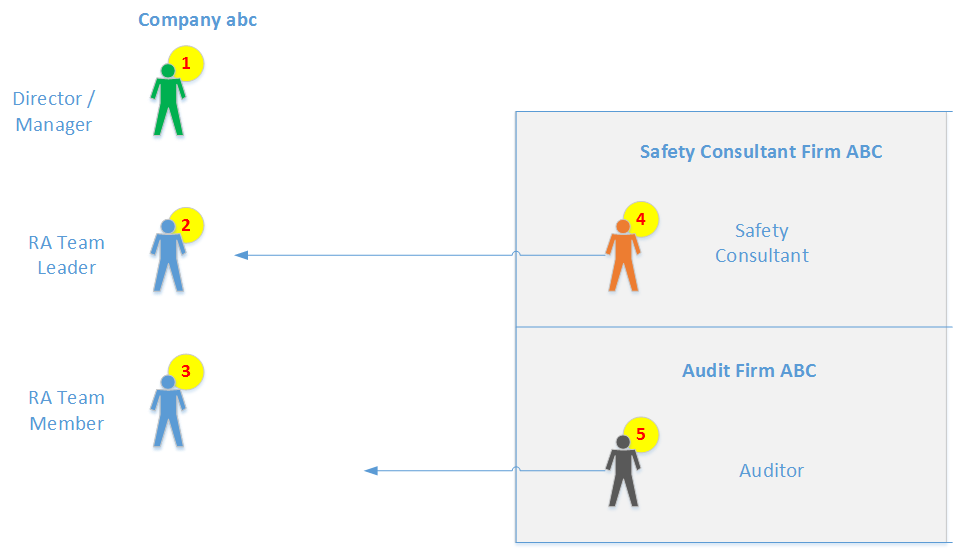 Company abc
1
Director /
Manager
Safety Consultant Firm ABC
2
RA Team
Leader
4
Safety
Consultant
3
RA Team
Member
Audit Firm ABC
5
Auditor